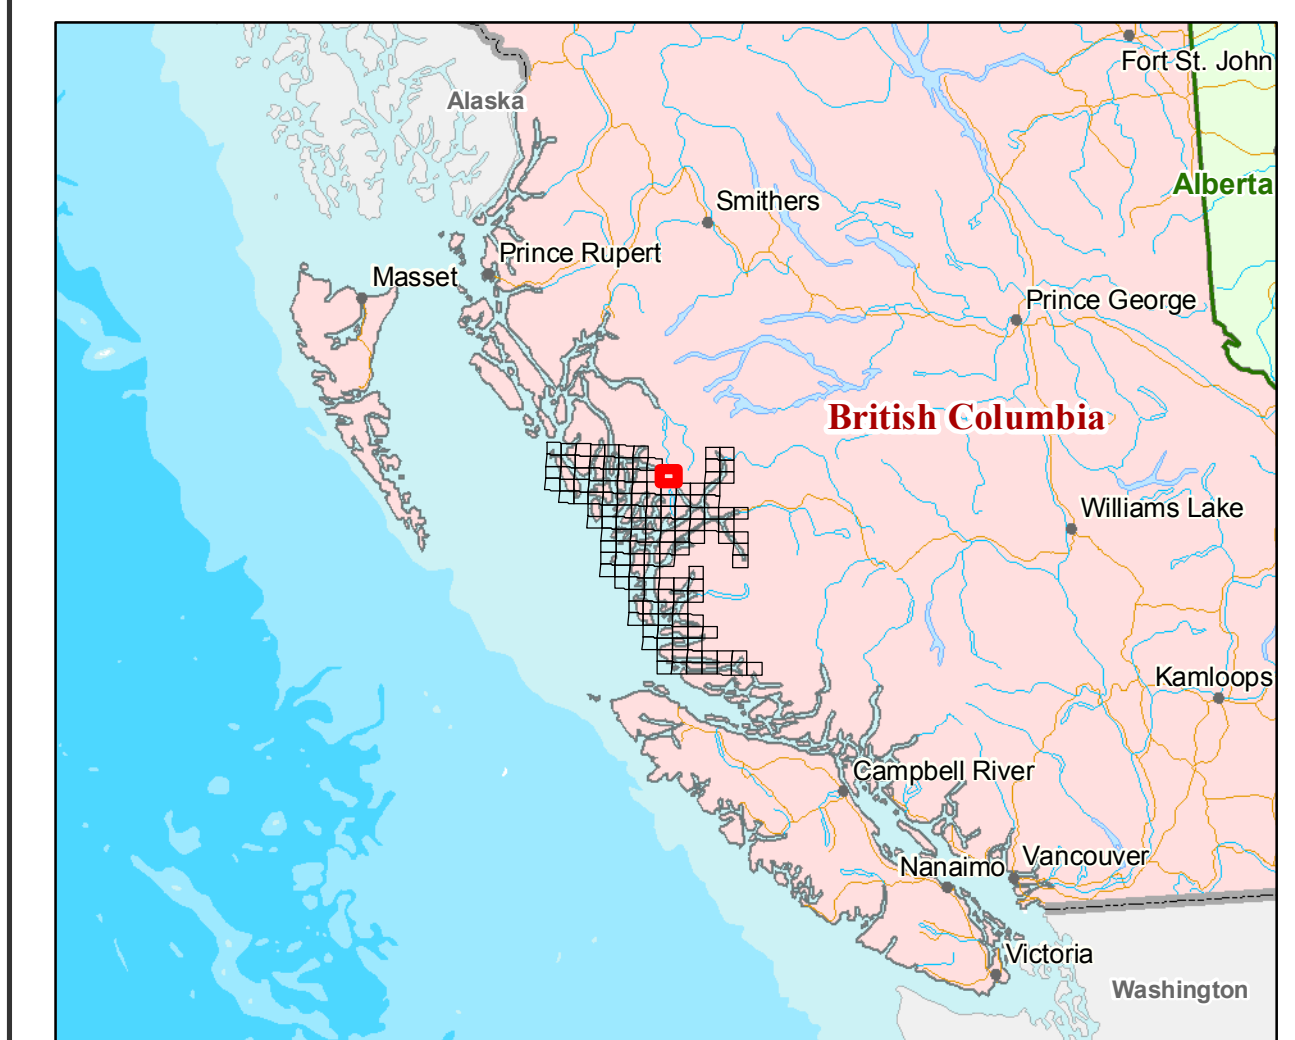 Fort St. John
Alaska
Alberta
Smithers
Prince Rupert
Masset
Prince George
British Columbia
Williams Lake
Kamloops
Campbell River
Vancouver
Nanaimo
Victoria
Washington